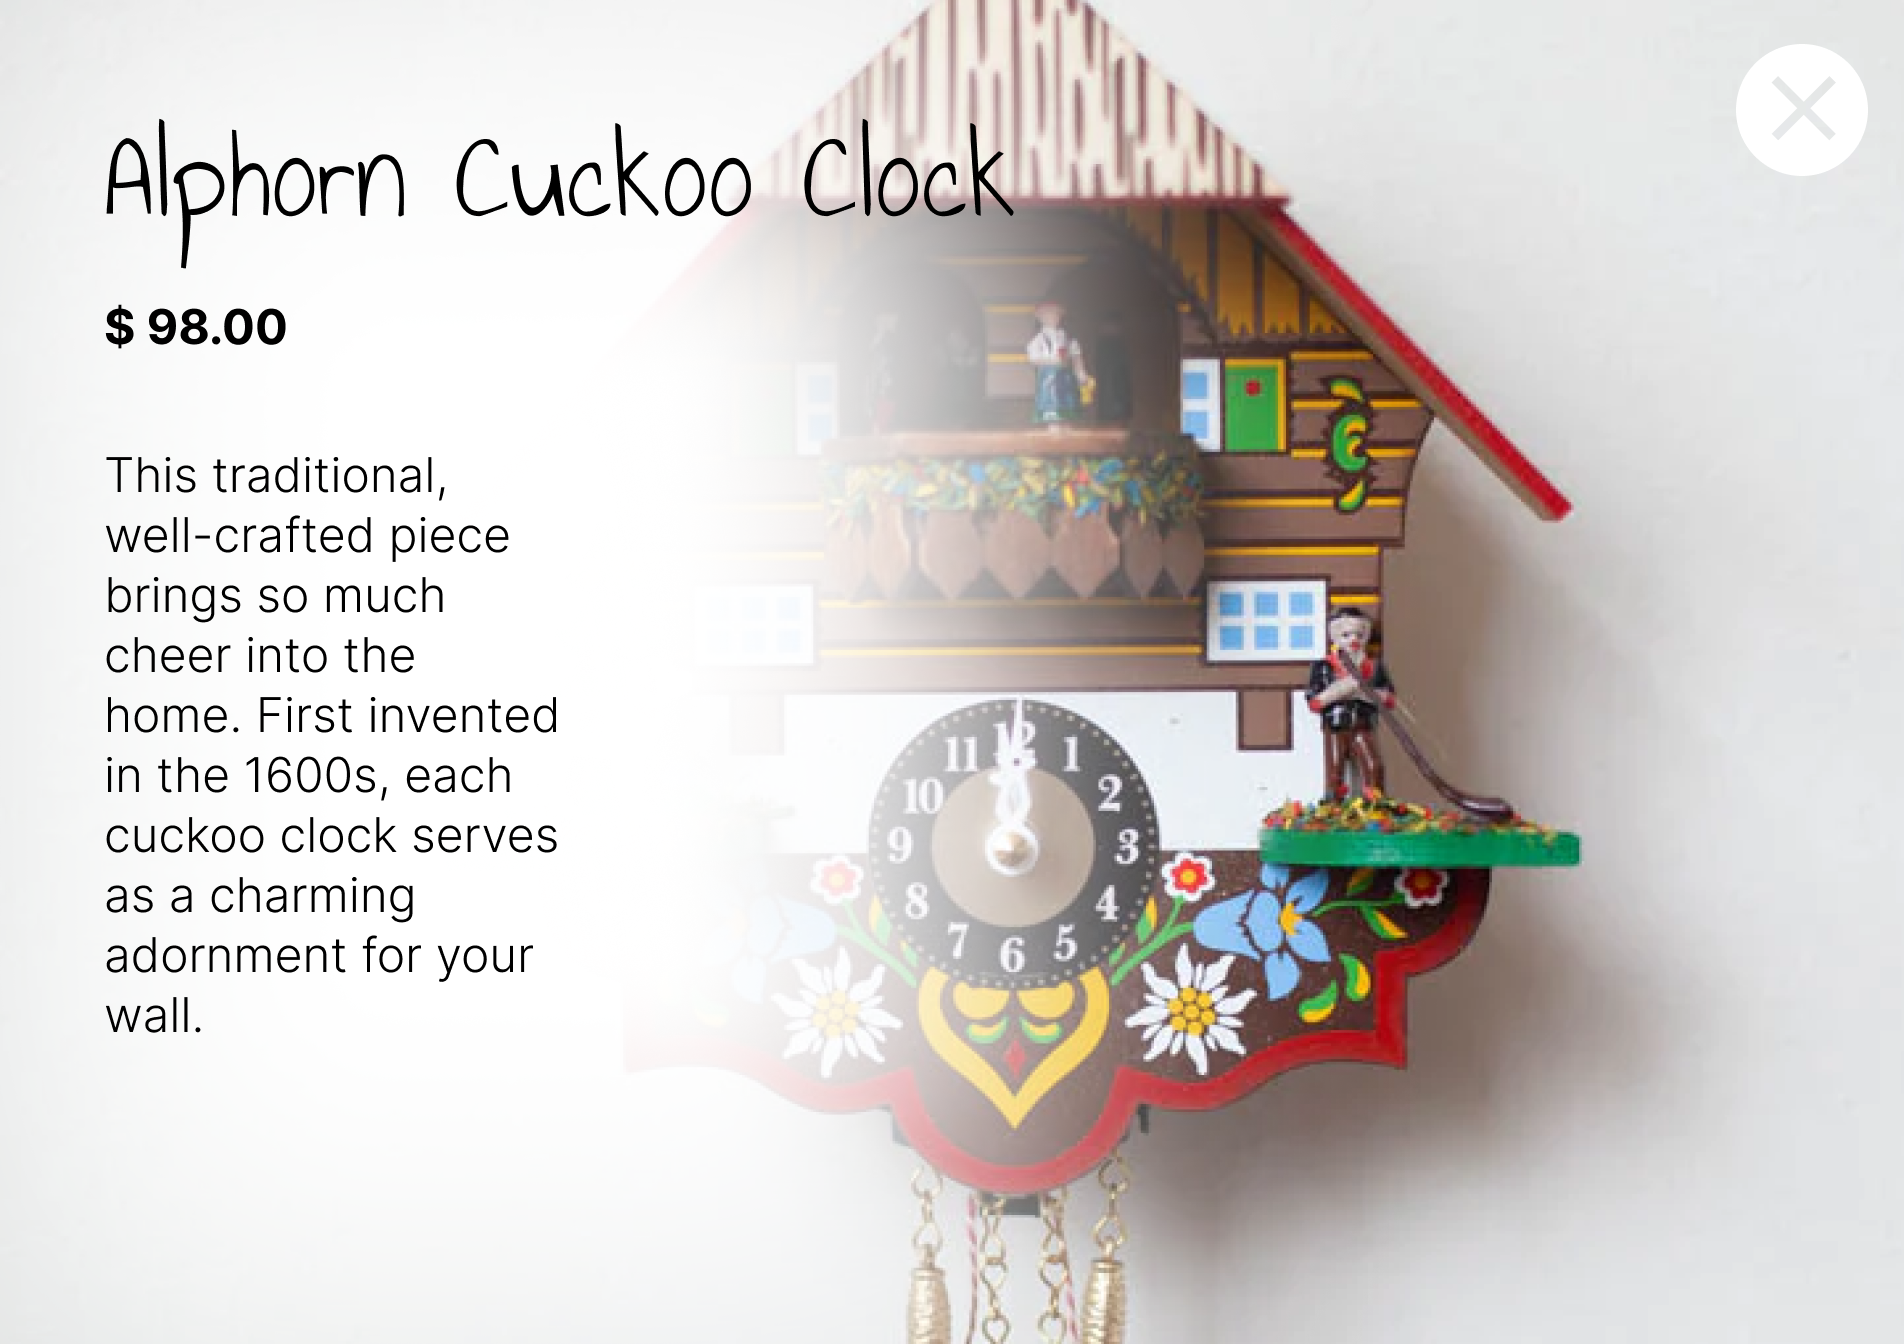 Alphorn Cuckoo Clock
$ 98.00
This traditional,
well-crafted piece
brings so much
cheer into the
home. First invented
in the 1600s, each
cuckoo clock serves
as a charming
adornment for your
wall.
11 12 1
10 2
9 3
8 4
7 6 5